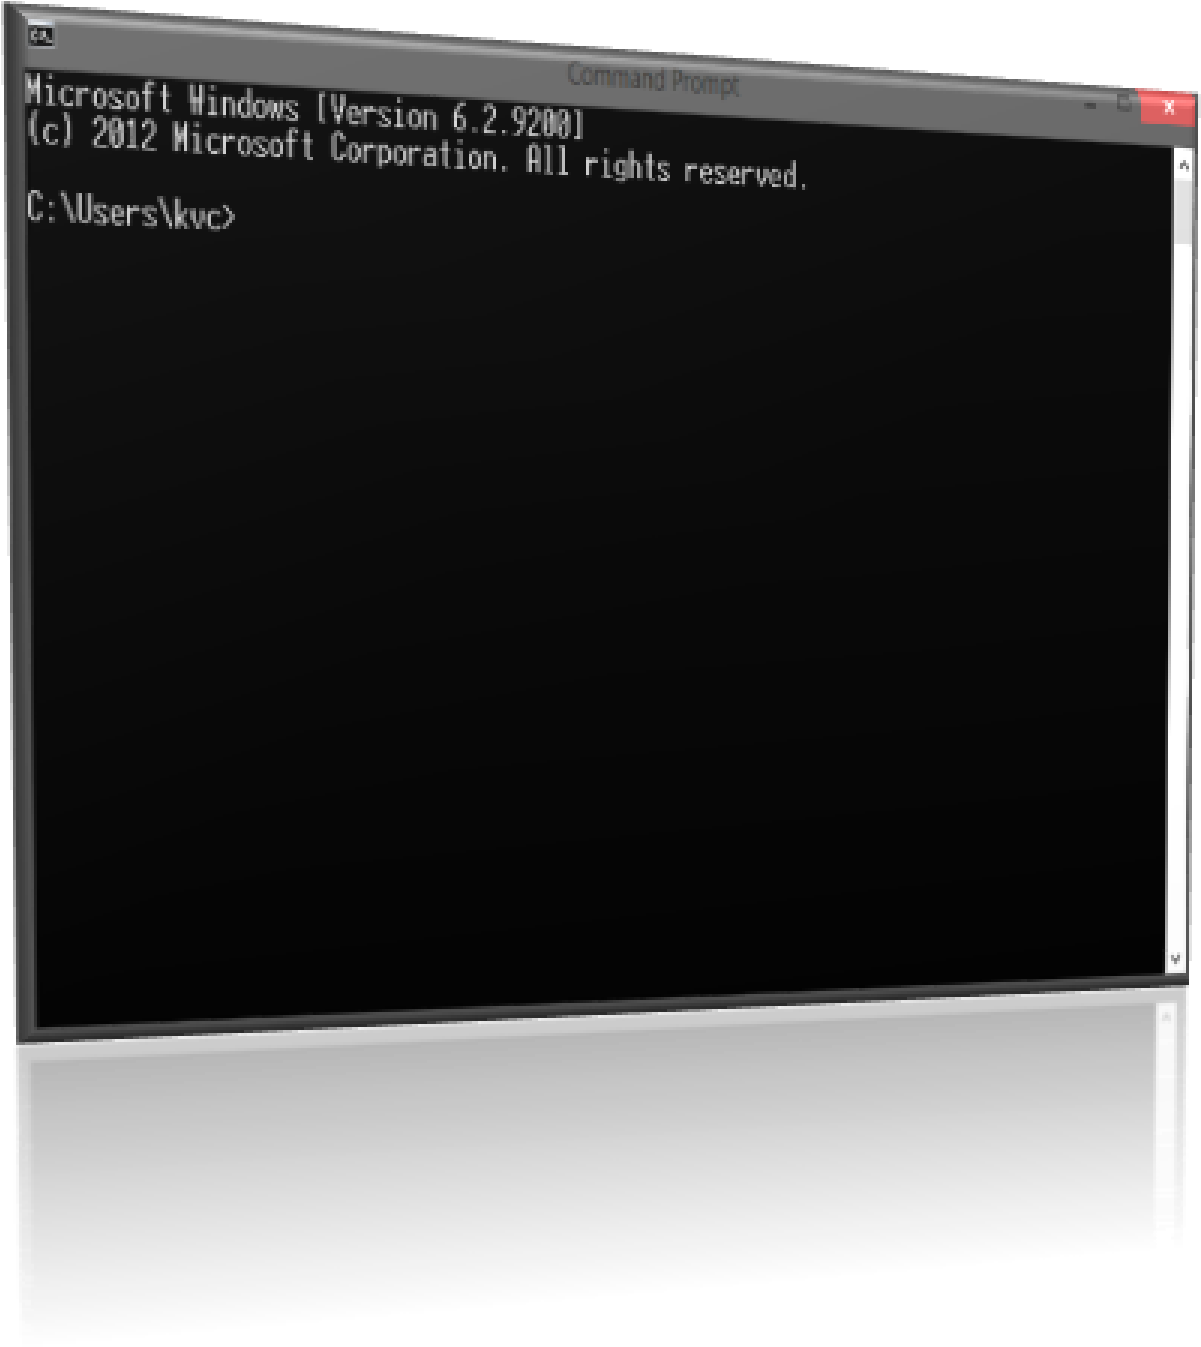 Command Prompt
Microsoft Windows [Version 6.2.9200]
(c) 2012 Microsoft Corporation. All rights reserved.
C:\Users\kvc>